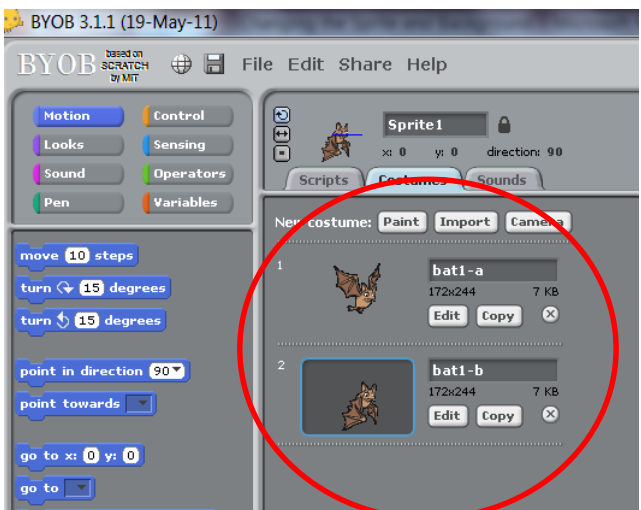 BYOB 3.1.1 (19-May-11)
BYOB based on SCRATCH by MIT File Edit Share Help
Motion Control
Looks Sensing
Sound Operators
Pen Variables
Sprite1
x: 0 y: 0 direction: 90
Scripts Costumes Sounds
New costume: Paint Import Camera
move 10 steps
turn 15 degrees
turn 15 degrees
point in direction 90
point towards
go to x: 0 y: 0
go to
1
bat1-a
172x244 7 KB
Edit Copy
2
bat1-b
172x244 7 KB
Edit Copy